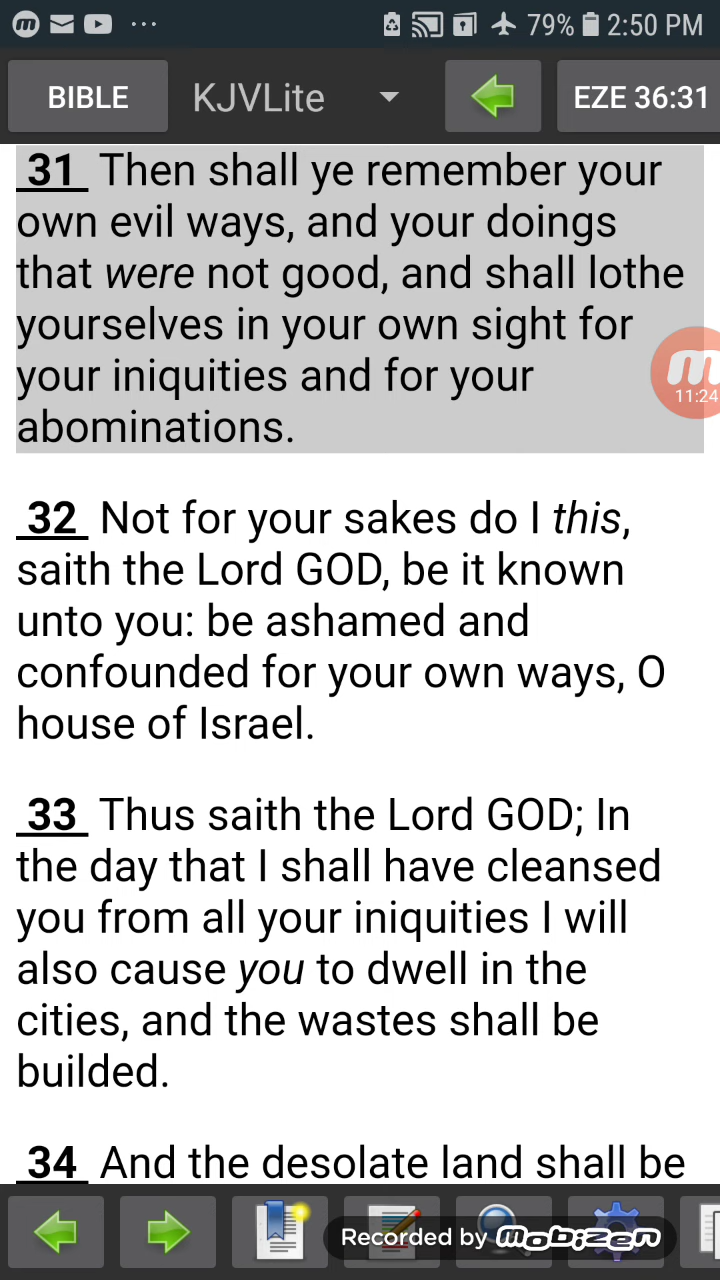 79% 2:50 PM
BIBLE KJVLite EZE 36:31
31 Then shall ye remember your
own evil ways, and your doings
that were not good, and shall lothe
yourselves in your own sight for
your iniquities and for your
abominations.
m
11:24
32 Not for your sakes do I this,
saith the Lord GOD, be it known
unto you: be ashamed and
confounded for your own ways, O
house of Israel.
33 Thus saith the Lord GOD; In
the day that I shall have cleansed
you from all your iniquities I will
also cause you to dwell in the
cities, and the wastes shall be
builded.
34 And the desolate land shall be
Recorded by mobizen